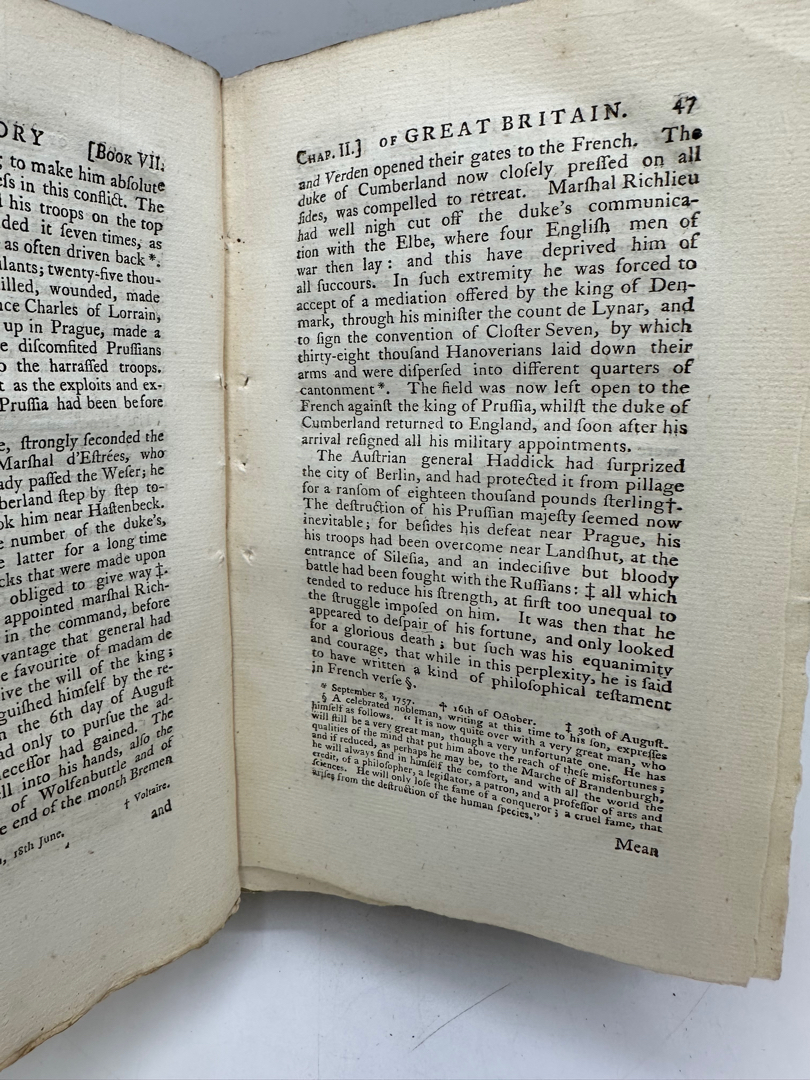 ORY [Book VII.
; to make him abſolute
eſs in this conflict. The
l his troops on the top
ded it ſeven times, as
as often driven back*.
ilants; twenty-five thou-
illed, wounded, made
nce Charles of Lorrain,
up in Prague, made a
e diſcomfited Pruſſians
o the harraſſed troops.
t as the exploits and ex-
Pruſſia had been before
e, ſtrongly ſeconded the
Marſhal d'Eſtrées, who
ady paſſed the Weſer; he
berland ſtep by ſtep to-
ok him near Haſtenbeck.
e number of the duke's,
e latter for a long time
cks that were made upon
obliged to give way‡.
appointed marſhal Rich-
in the command, before
vantage that general had
e favourite of madam de
ive the will of the king;
guiſhed himſelf by the re-
n the 6th day of Auguſt
ad only to purſue the ad-
eceſſor had gained. The
ll into his hands, alſo the
of Wolfenbuttle and of
e end of the month Bremen
† Voltaire.
, 18th June.
and
Chap. II.] of GREAT BRITAIN. 47
and Verden opened their gates to the French. The
duke of Cumberland now cloſely preſſed on all
ſides, was compelled to retreat. Marſhal Richlieu
had well nigh cut off the duke's communica-
tion with the Elbe, where four Engliſh men of
war then lay: and this have deprived him of
all ſuccours. In ſuch extremity he was forced to
accept of a mediation offered by the king of Den-
mark, through his miniſter the count de Lynar, and
to ſign the convention of Cloſter Seven, by which
thirty-eight thouſand Hanoverians laid down their
arms and were diſperſed into different quarters of
cantonment*. The field was now left open to the
French againſt the king of Pruſſia, whilſt the duke of
Cumberland returned to England, and ſoon after his
arrival reſigned all his military appointments.
The Auſtrian general Haddick had ſurprized
the city of Berlin, and had protected it from pillage
for a ranſom of eighteen thouſand pounds ſterling†.
The deſtruction of his Pruſſian majeſty ſeemed now
inevitable; for beſides his defeat near Prague, his
his troops had been overcome near Landſhut, at the
entrance of Sileſia, and an indeciſive but bloody
battle had been fought with the Ruſſians: ‡ all which
tended to reduce his ſtrength, at firſt too unequal to
the ſtruggle impoſed on him. It was then that he
appeared to deſpair of his fortune, and only looked
for a glorious death; but ſuch was his equanimity
and courage, that while in this perplexity, he is ſaid
to have written a kind of philoſophical teſtament
in French verſe §.
* September 8, 1757. † 16th of October. ‡ 30th of Auguſt.
§ A celebrated nobleman, writing at this time to his ſon, expreſſes
himſelf as follows. "It is now quite over with a very great man, who
will ſtill be a very great man, though a very unfortunate one. He has
qualities of the mind that put him above the reach of theſe misfortunes;
and if reduced, as perhaps he may be, to the Marche of Brandenburgh,
he will always find in himſelf the comfort, and with all the world the
credit, of a philoſopher, a legiſlator, a patron, and a profeſſor of arts and
ſciences. He will only loſe the fame of a conqueror; a cruel fame, that
ariſes from the deſtruction of the human ſpecies."
Mean